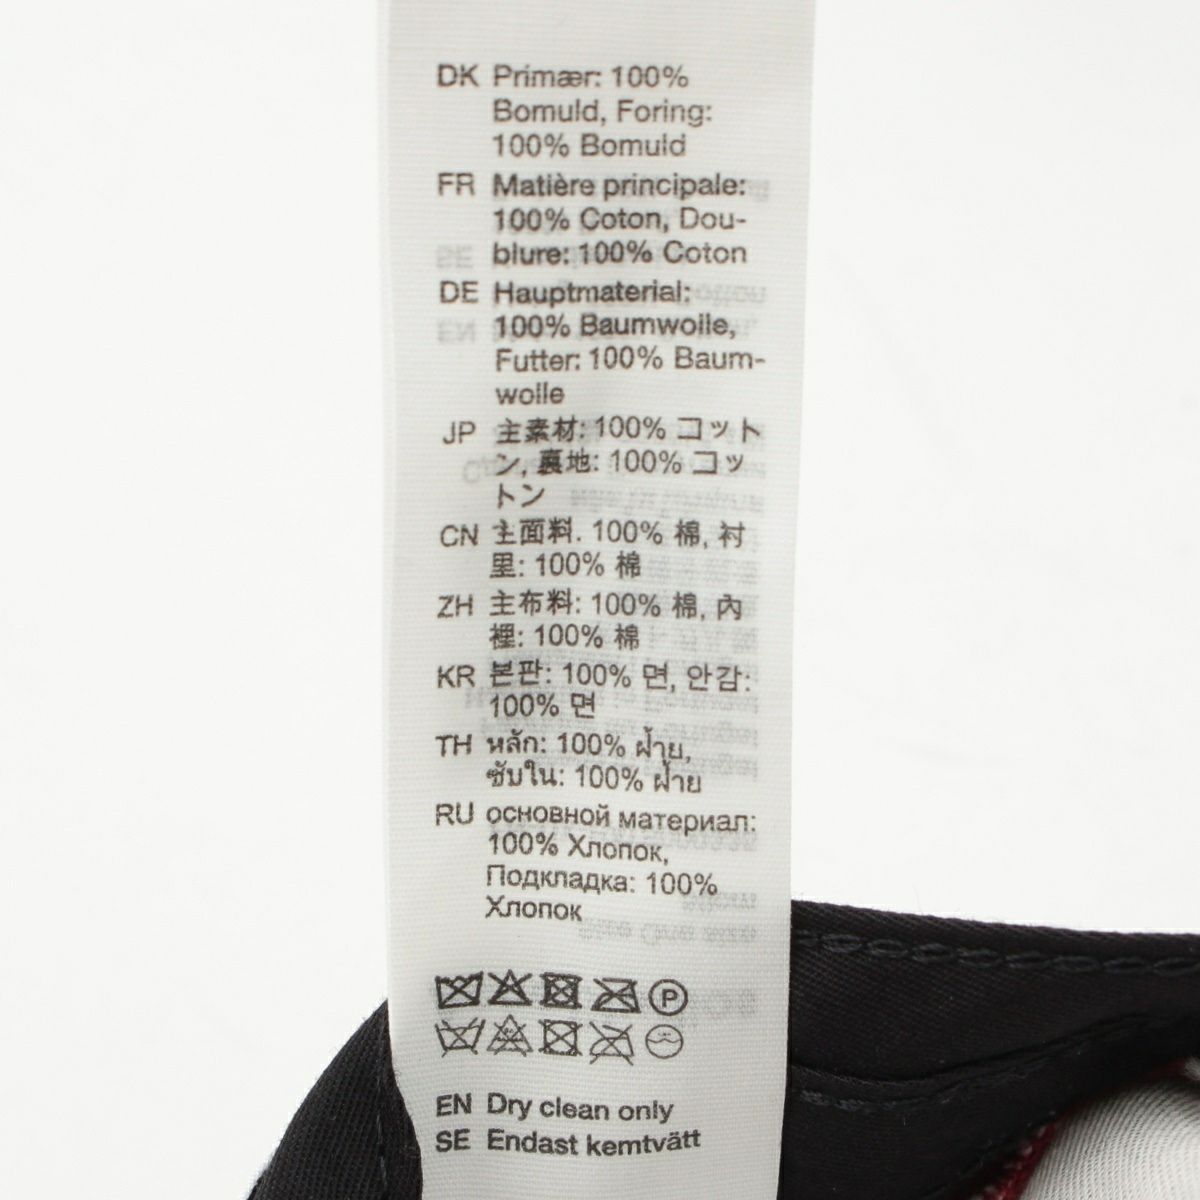 DK Primær: 100%
Bomuld, Foring:
100% Bomuld
FR Matière principale:
100% Coton, Dou-
blure: 100% Coton
DE Hauptmaterial:
100% Baumwolle,
Futter: 100% Baum-
wolle
JP 主素材: 100% コット
ン, 裏地: 100% コッ
トン
CN 主面料. 100% 棉, 衬
里: 100% 棉
ZH 主布料: 100% 棉, 內
裡: 100% 棉
KR 본판: 100% 면, 안감:
100% 면
TH หลัก: 100% ฝ้าย,
ซับใน: 100% ฝ้าย
RU основной материал:
100% Хлопок,
Подкладка: 100%
Хлопок
P
EN Dry clean only
SE Endast kemtvätt